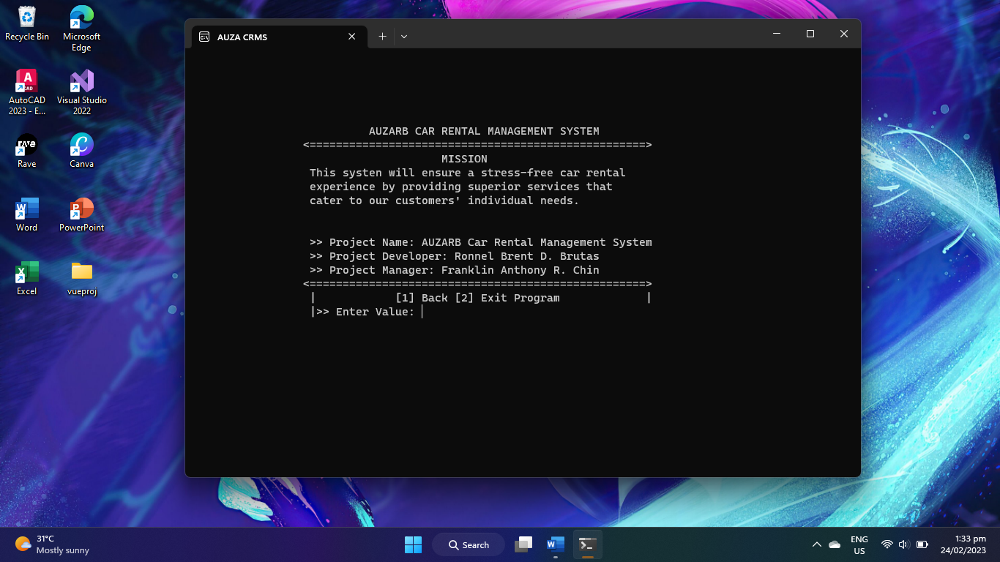 Recycle Bin
Microsoft
Edge
AutoCAD
2023 - E...
Visual Studio
2022
Rave
Canva
Word
PowerPoint
Excel
vueproj
AUZA CRMS
AUZARB CAR RENTAL MANAGEMENT SYSTEM
<===================================================>
MISSION
This systen will ensure a stress-free car rental
experience by providing superior services that
cater to our customers' individual needs.
>> Project Name: AUZARB Car Rental Management System
>> Project Developer: Ronnel Brent D. Brutas
>> Project Manager: Franklin Anthony R. Chin
<===================================================>
| [1] Back [2] Exit Program |
|>> Enter Value:
31°C
Mostly sunny
Search
ENG
US
1:33 pm
24/02/2023